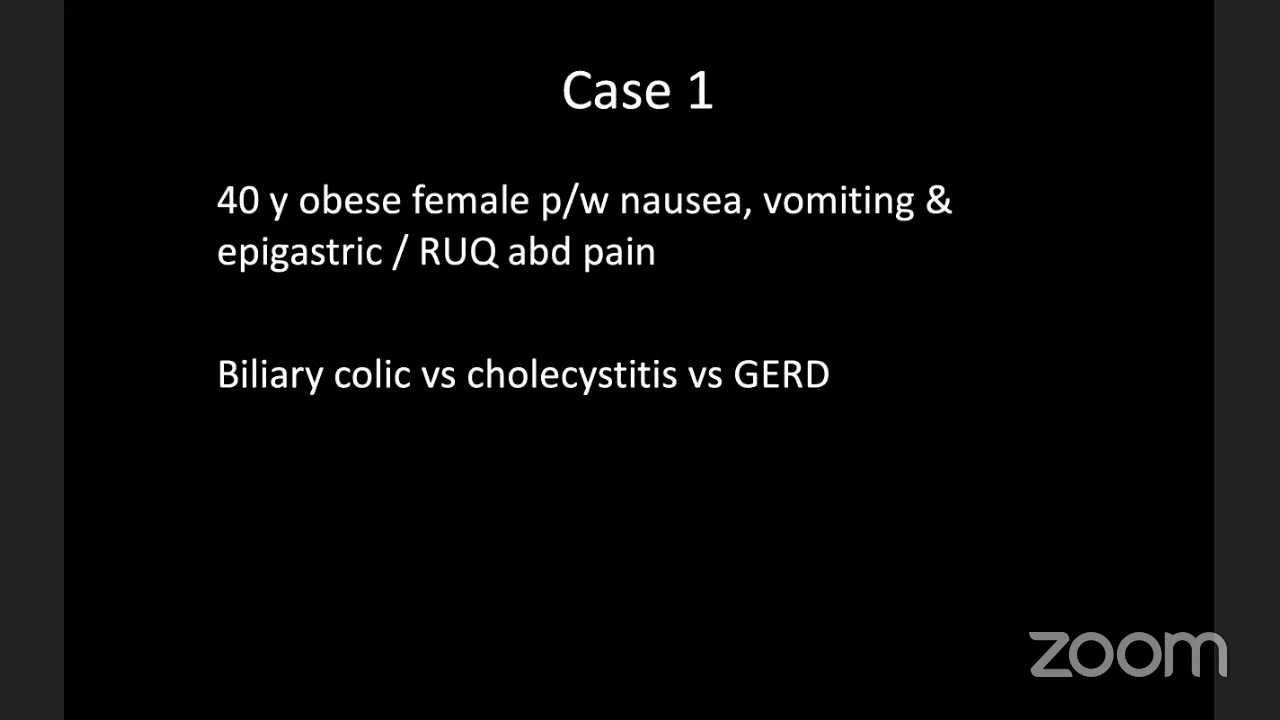 Case 1
40 y obese female p/w nausea, vomiting &
epigastric / RUQ abd pain
Biliary colic vs cholecystitis vs GERD
zoom